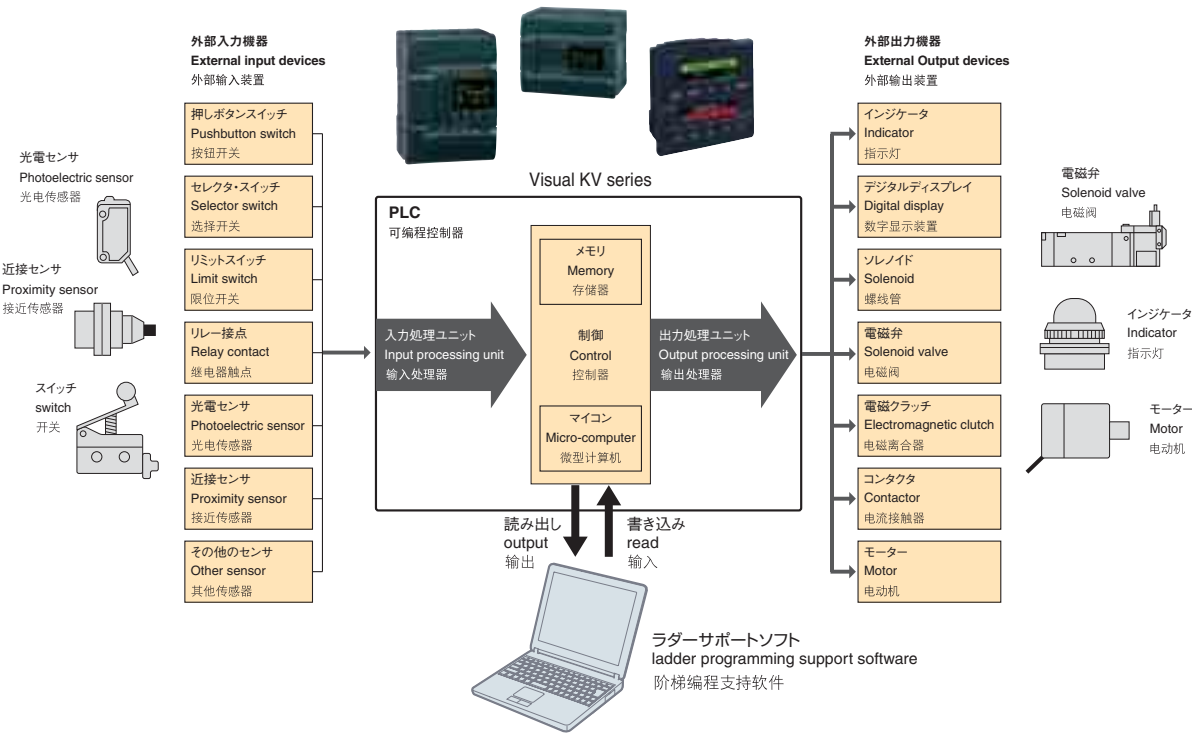 外部入力機器
External input devices
外部输入装置
押しボタンスイッチ
Pushbutton switch
按钮开关
セレクタ・スイッチ
Selector switch
选择开关
リミットスイッチ
Limit switch
限位开关
リレー接点
Relay contact
继电器触点
光電センサ
Photoelectric sensor
光电传感器
近接センサ
Proximity sensor
接近传感器
その他のセンサ
Other sensor
其他传感器
光電センサ
Photoelectric sensor
光电传感器
近接センサ
Proximity sensor
接近传感器
スイッチ
switch
开关
Visual KV series
PLC
可编程控制器
入力処理ユニット
Input processing unit
输入处理器
メモリ
Memory
存储器
制御
Control
控制器
マイコン
Micro-computer
微型计算机
出力処理ユニット
Output processing unit
输出处理器
読み出し
output
输出
書き込み
read
输入
ラダーサポートソフト
ladder programming support software
阶梯编程支持软件
外部出力機器
External Output devices
外部输出装置
インジケータ
Indicator
指示灯
デジタルディスプレイ
Digital display
数字显示装置
ソレノイド
Solenoid
螺线管
電磁弁
Solenoid valve
电磁阀
電磁クラッチ
Electromagnetic clutch
电磁离合器
コンタクタ
Contactor
电流接触器
モーター
Motor
电动机
電磁弁
Solenoid valve
电磁阀
インジケータ
Indicator
指示灯
モーター
Motor
电动机